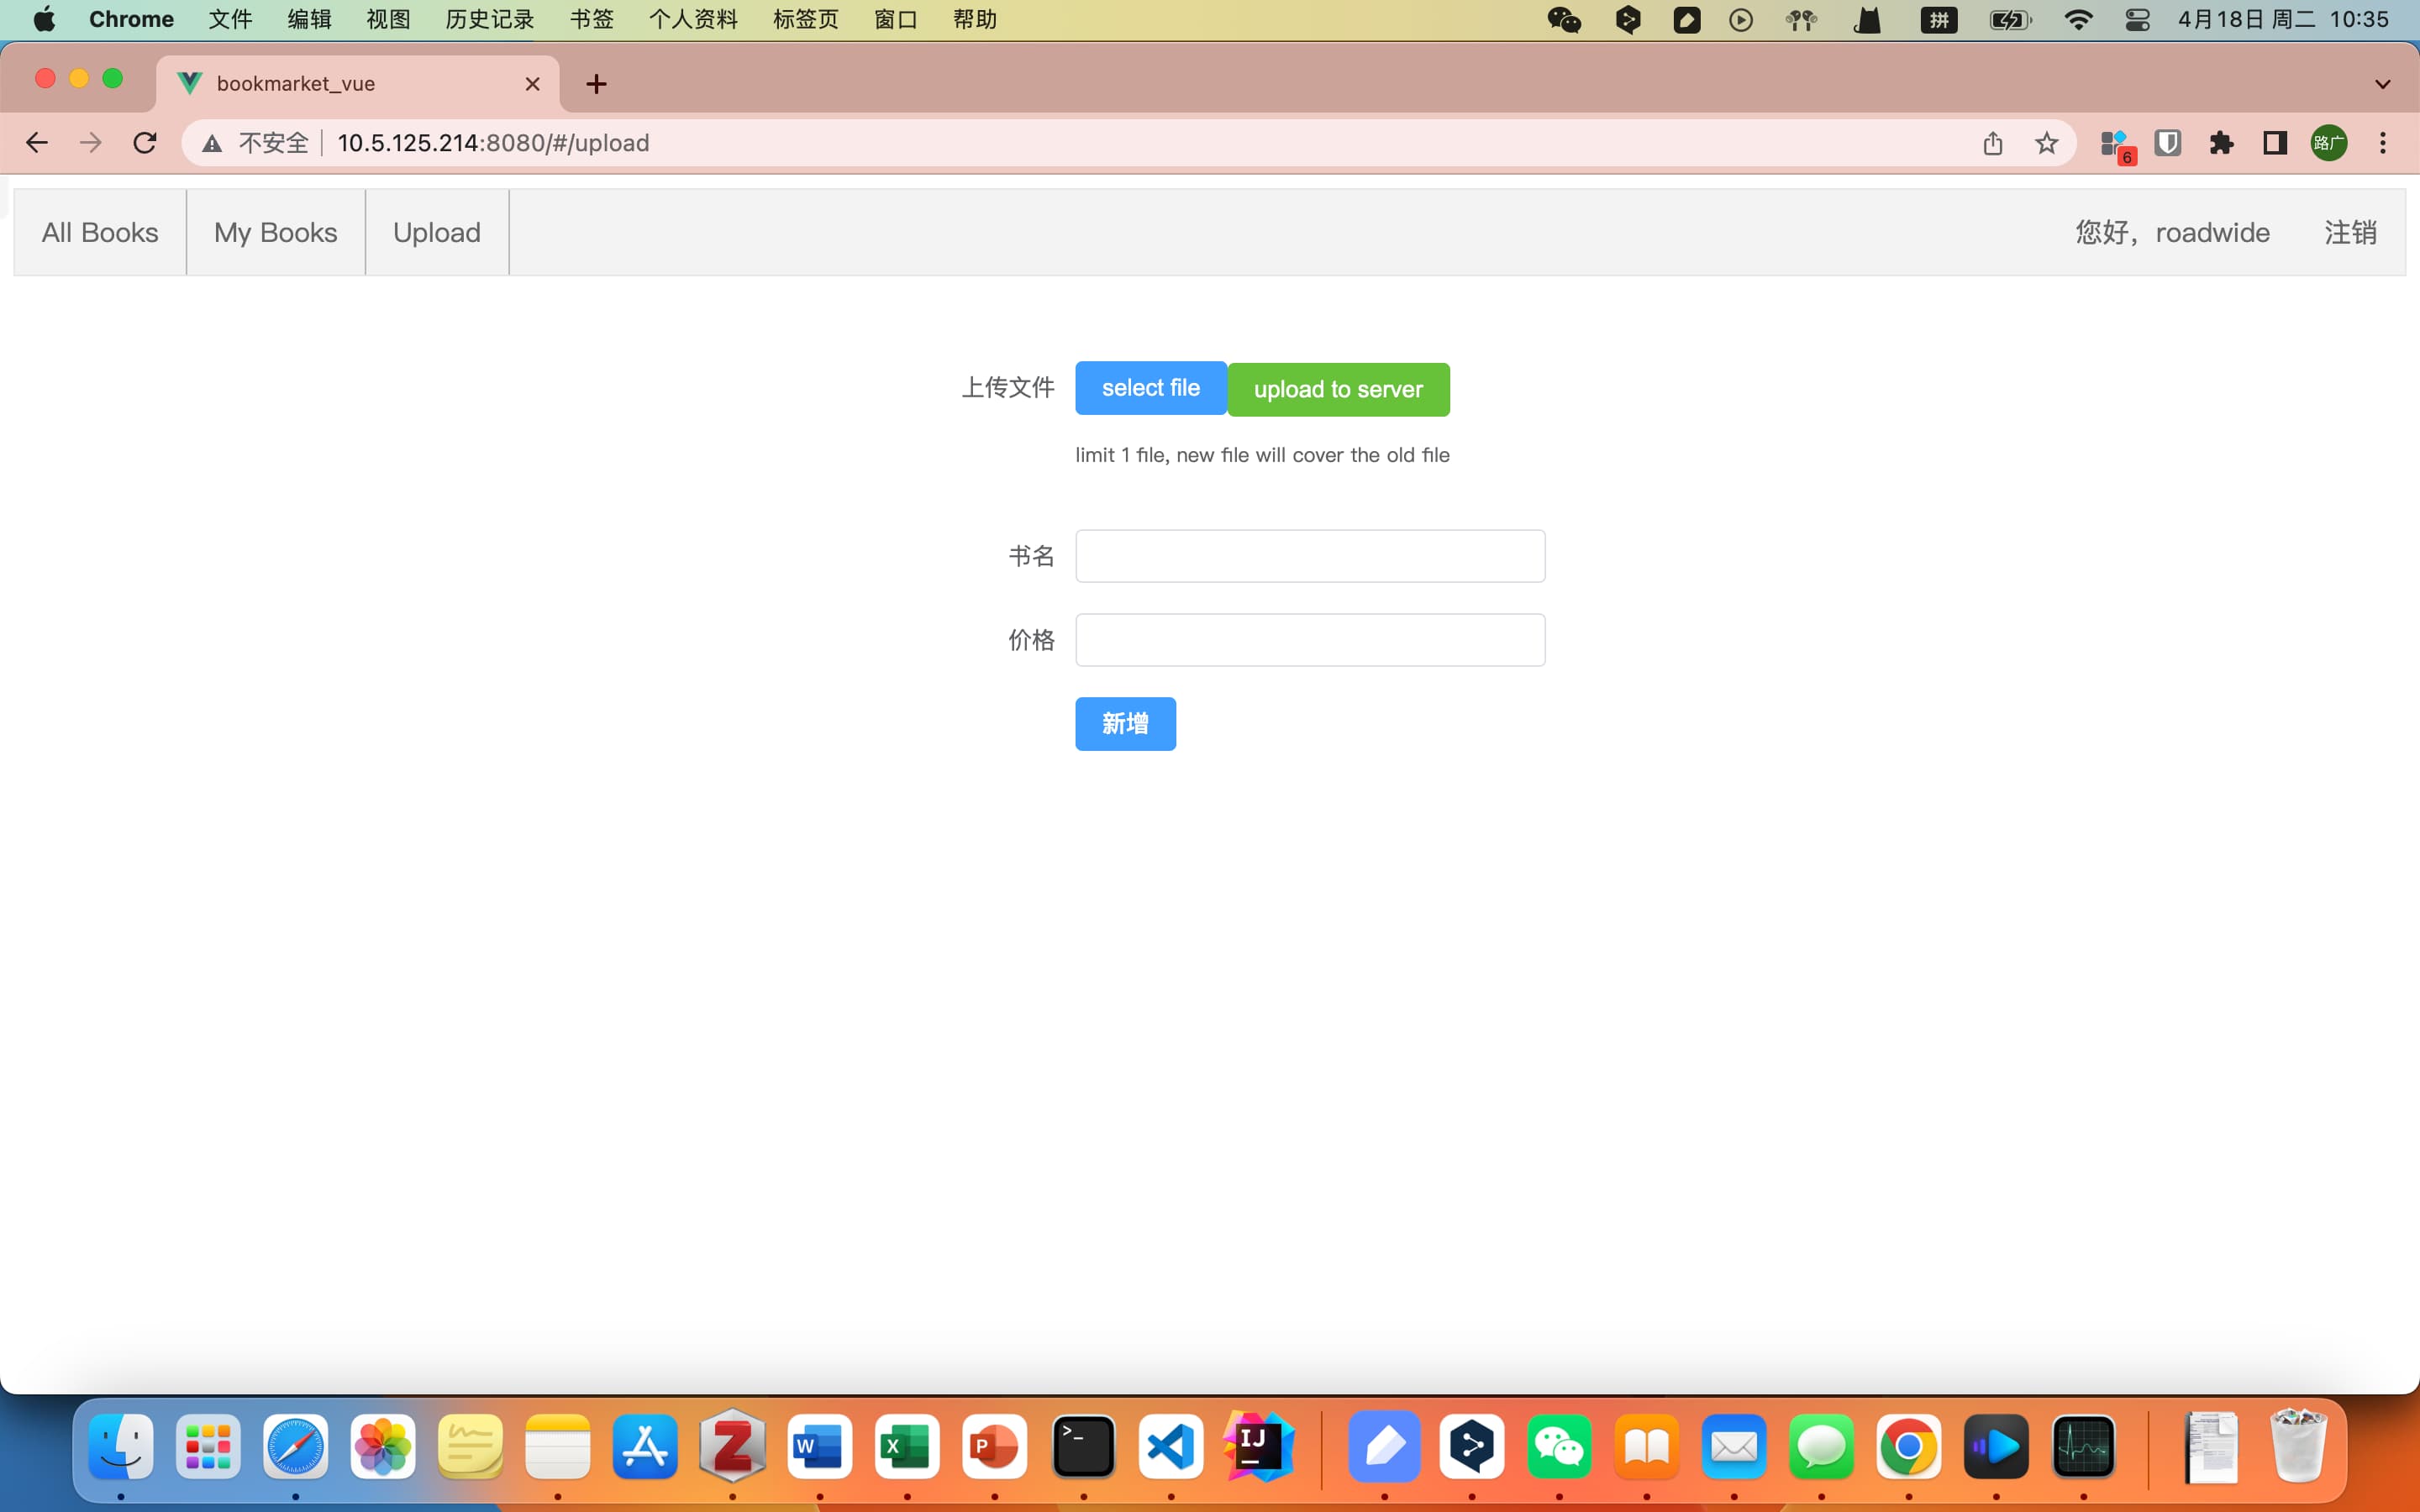 Chrome 文件 编辑 视图 历史记录 书签 个人资料 标签页 窗口 帮助 拼 4月18日 周二 10:35
bookmarket_vue
不安全 10.5.125.214:8080/#/upload 6 路广
All Books My Books Upload 您好，roadwide 注销
上传文件 select file upload to server
limit 1 file, new file will cover the old file
书名
价格
新增
Z W X P >_ IJ